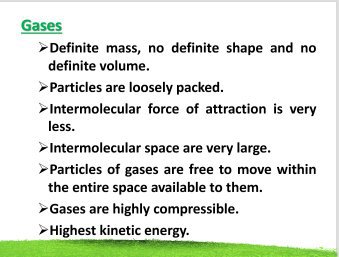 Gases
➢Definite mass, no definite shape and no
definite volume.
➢Particles are loosely packed.
➢Intermolecular force of attraction is very
less.
➢Intermolecular space are very large.
➢Particles of gases are free to move within
the entire space available to them.
➢Gases are highly compressible.
➢Highest kinetic energy.